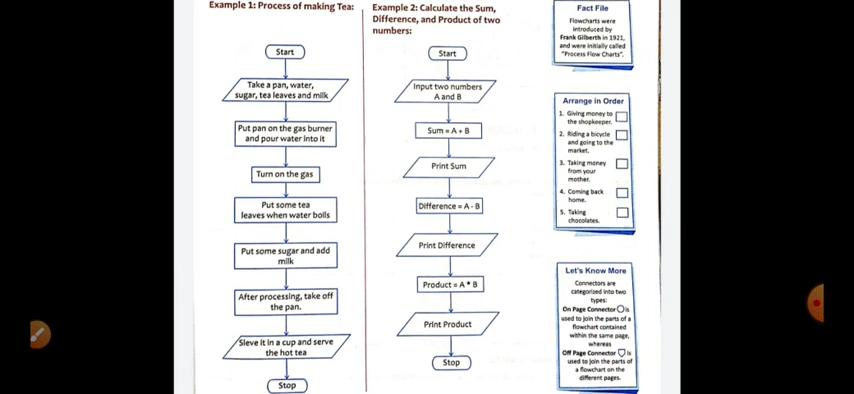 Example 1: Process of making Tea:
Start
Take a pan, water,
sugar, tea leaves and milk
Put pan on the gas burner
and pour water into it
Turn on the gas
Put some tea
leaves when water boils
Put some sugar and add
milk
After processing, take off
the pan.
Sieve it in a cup and serve
the hot tea
Stop
Example 2: Calculate the Sum,
Difference, and Product of two
numbers:
Start
Input two numbers
A and B
Sum = A + B
Print Sum
Difference = A - B
Print Difference
Product = A * B
Print Product
Stop
Fact File
Flowcharts were
introduced by
Frank Gilberth in 1921,
and were initially called
"Process Flow Charts".
Arrange in Order
1. Giving money to
the shopkeeper.
2. Riding a bicycle
and going to the
market.
3. Taking money
from your
mother.
4. Coming back
home.
5. Taking
chocolates.
Let's Know More
Connectors are
categorized into two
types:
On Page Connector is
used to join the parts of a
flowchart contained
within the same page,
whereas
Off Page Connector is
used to join the parts of
a flowchart on the
different pages.